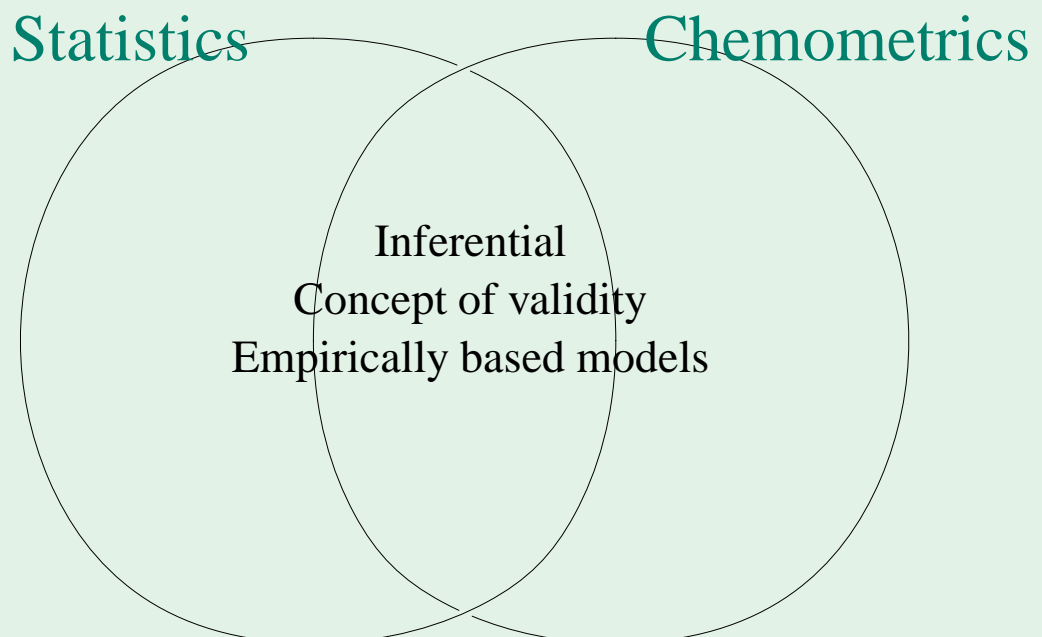 Statistics
Chemometrics
Inferential
Concept of validity
Empirically based models